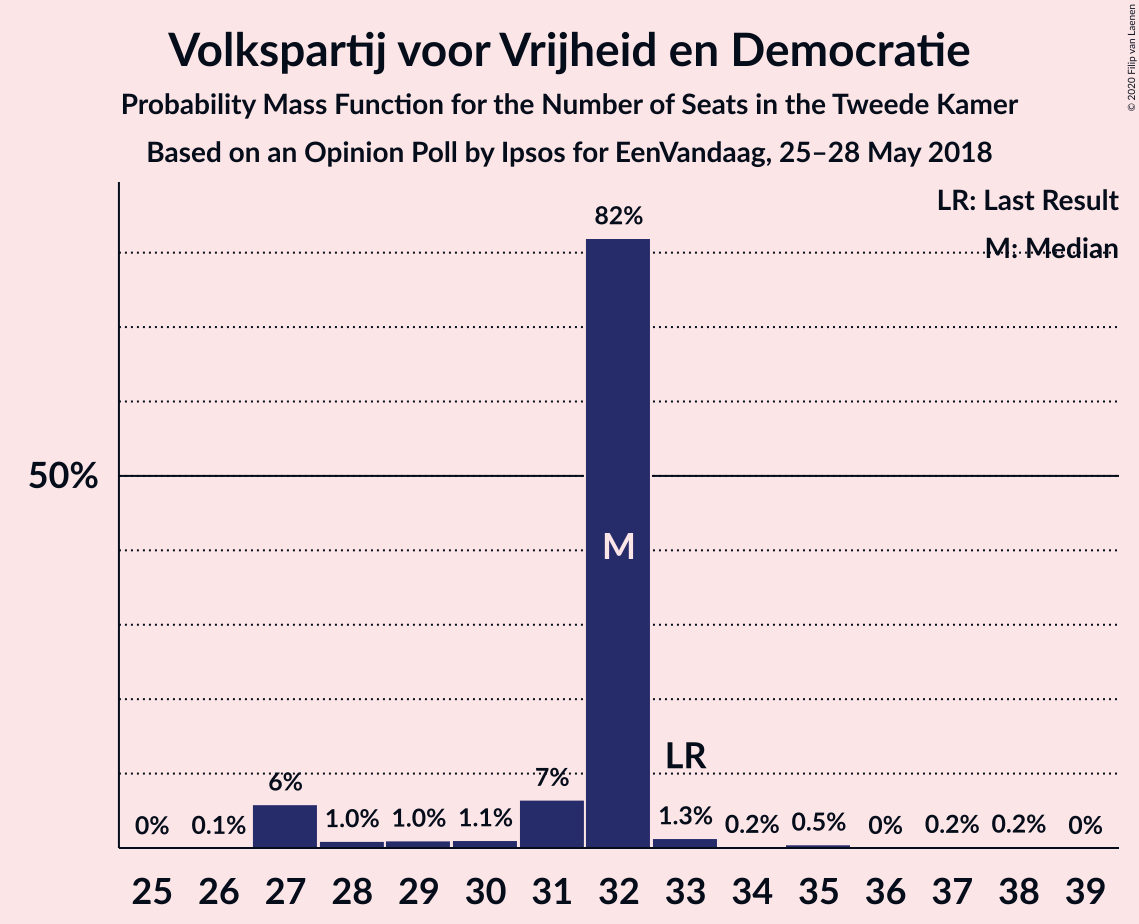 Volkspartij voor Vrijheid en Democratie
Probability Mass Function for the Number of Seats in the Tweede Kamer
Based on an Opinion Poll by Ipsos for EenVandaag, 25–28 May 2018
© 2020 Filip van Laenen
LR: Last Result
M: Median
82%
50%
M
LR
0% 0.1% 6% 1.0% 1.0% 1.1% 7% 1.3% 0.2% 0.5% 0% 0.2% 0.2% 0%
25 26 27 28 29 30 31 32 33 34 35 36 37 38 39